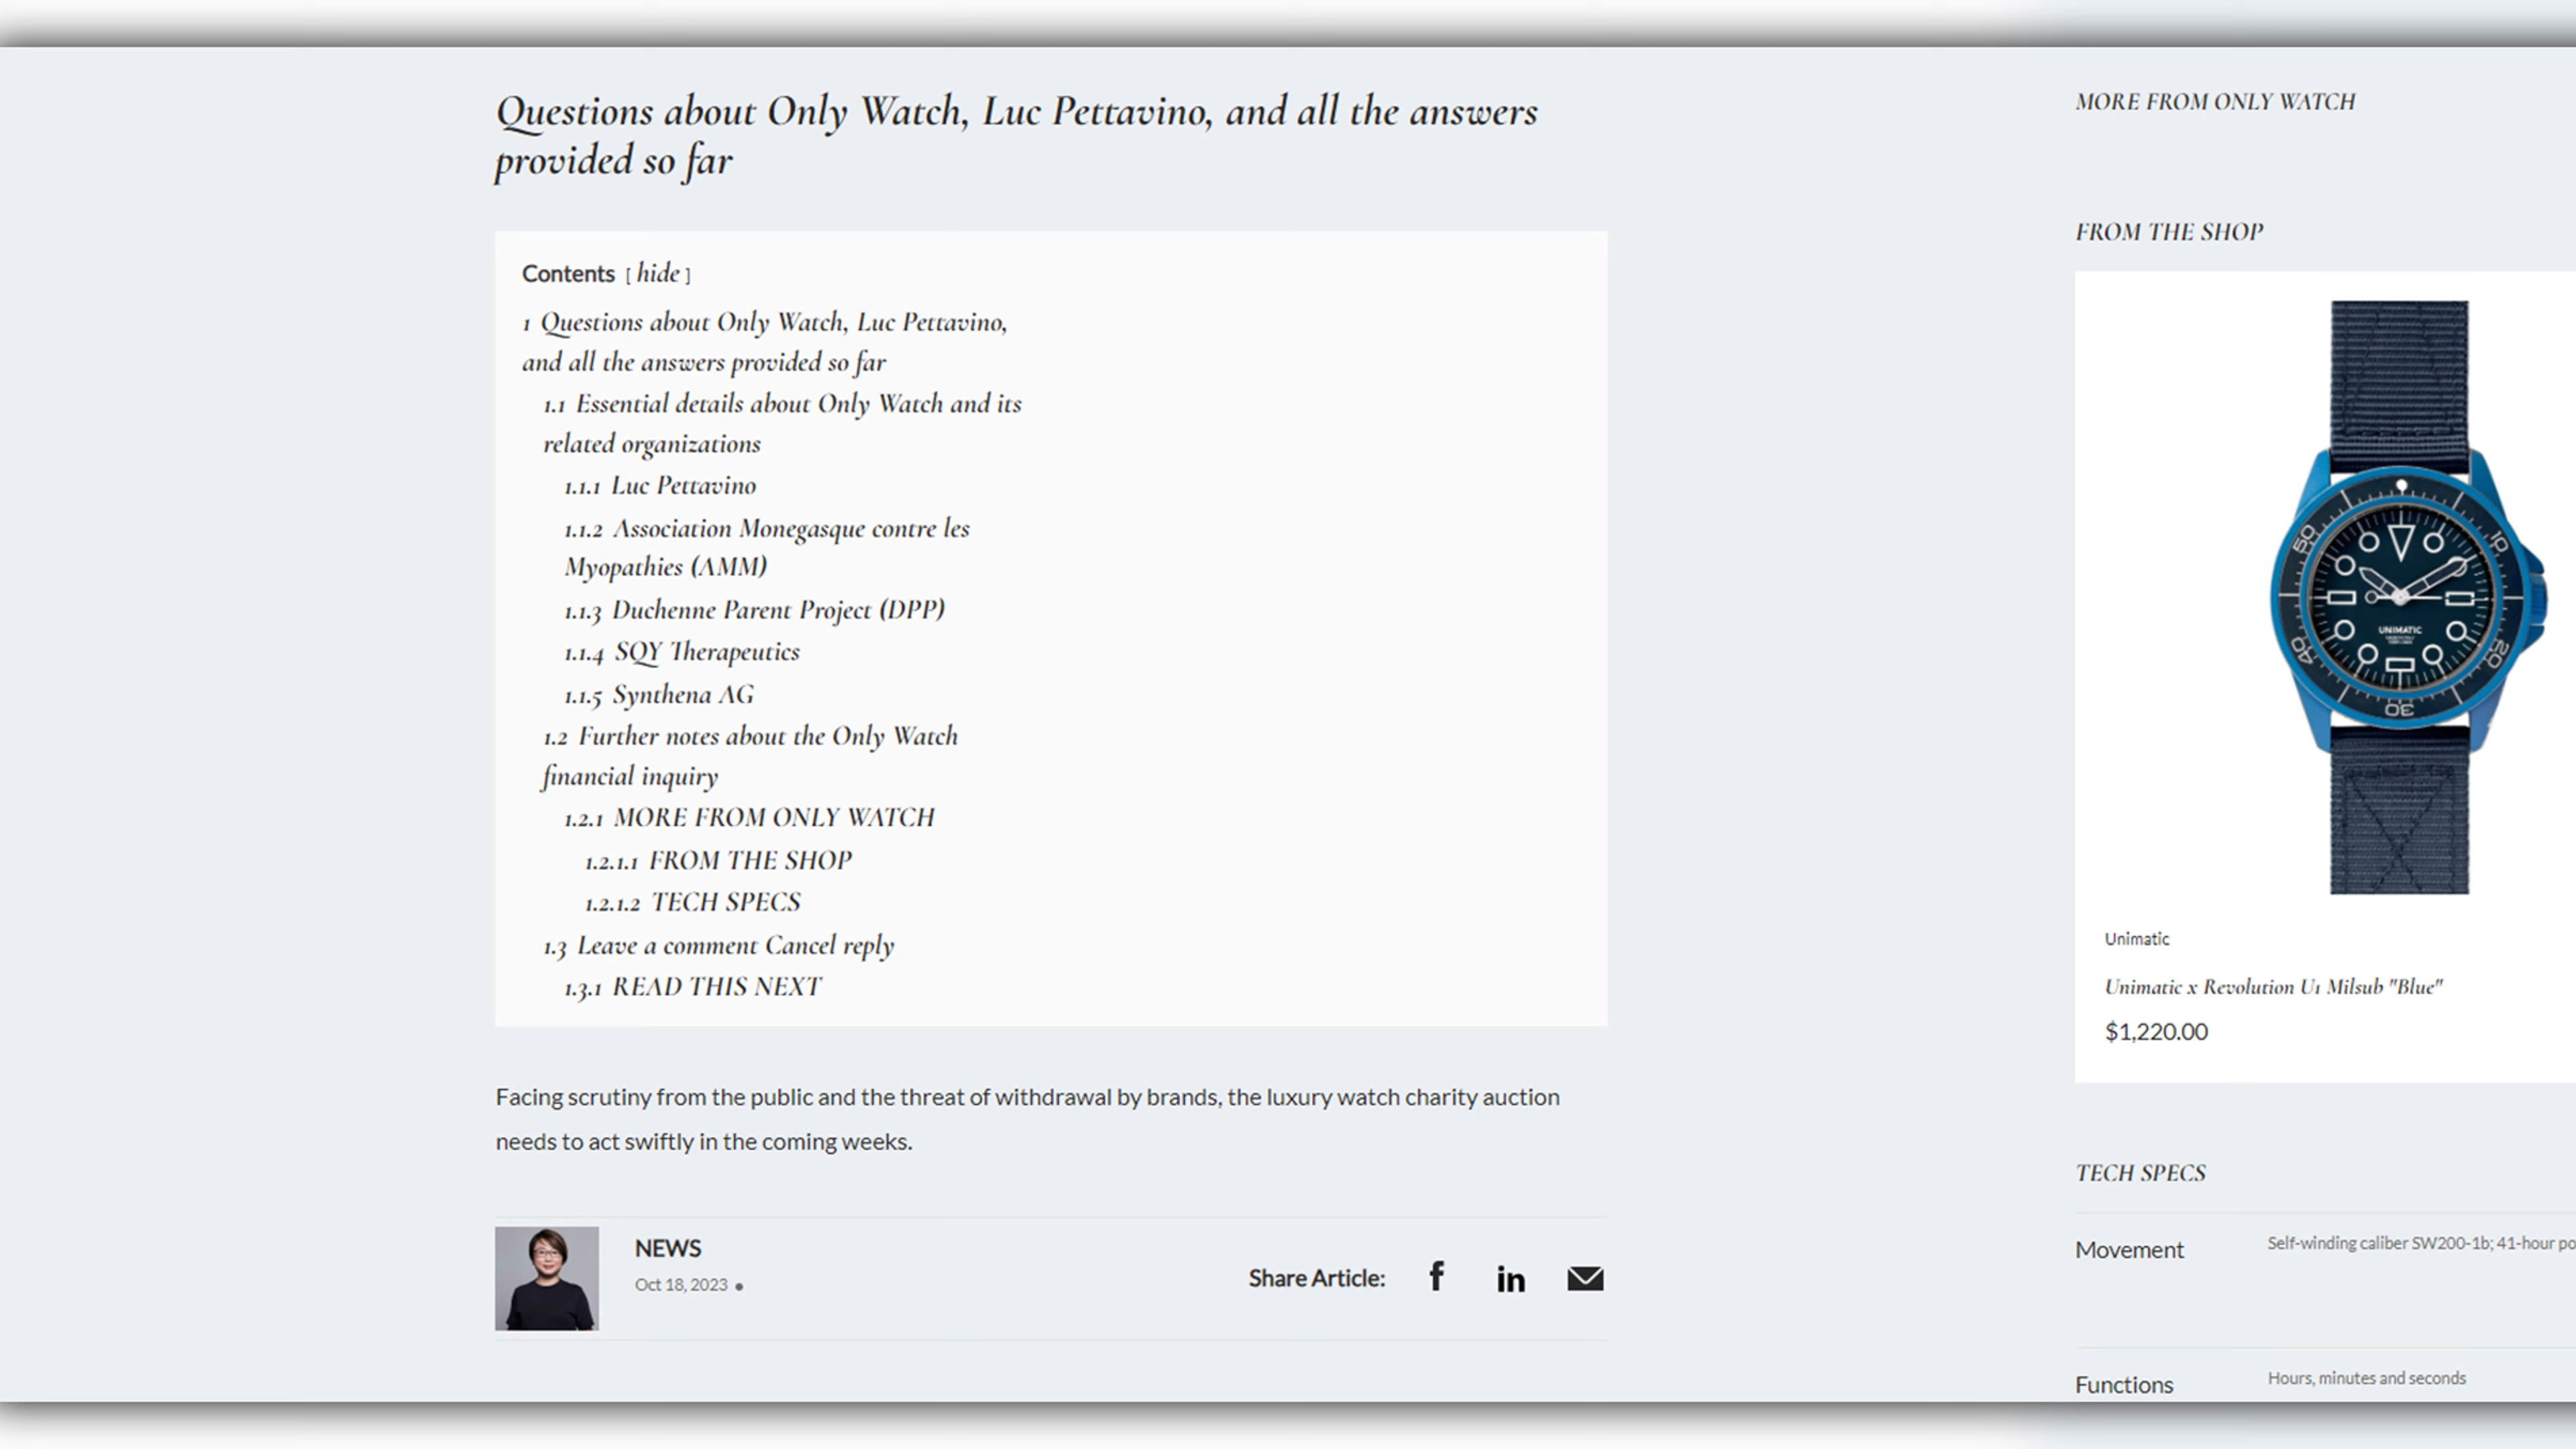 Questions about Only Watch, Luc Pettavino, and all the answers
provided so far
Contents [ hide ]
1 Questions about Only Watch, Luc Pettavino,
and all the answers provided so far
1.1 Essential details about Only Watch and its
related organizations
1.1.1 Luc Pettavino
1.1.2 Association Monegasque contre les
Myopathies (AMM)
1.1.3 Duchenne Parent Project (DPP)
1.1.4 SQY Therapeutics
1.1.5 Synthena AG
1.2 Further notes about the Only Watch
financial inquiry
1.2.1 MORE FROM ONLY WATCH
1.2.1.1 FROM THE SHOP
1.2.1.2 TECH SPECS
1.3 Leave a comment Cancel reply
1.3.1 READ THIS NEXT
Facing scrutiny from the public and the threat of withdrawal by brands, the luxury watch charity auction
needs to act swiftly in the coming weeks.
NEWS
Oct 18, 2023 •
Share Article:
MORE FROM ONLY WATCH
FROM THE SHOP
50
10
40
20
30
UNIMATIC
Unimatic
Unimatic x Revolution U1 Milsub "Blue"
$1,220.00
TECH SPECS
Movement
Self-winding caliber SW200-1b; 41-hour po
Functions
Hours, minutes and seconds